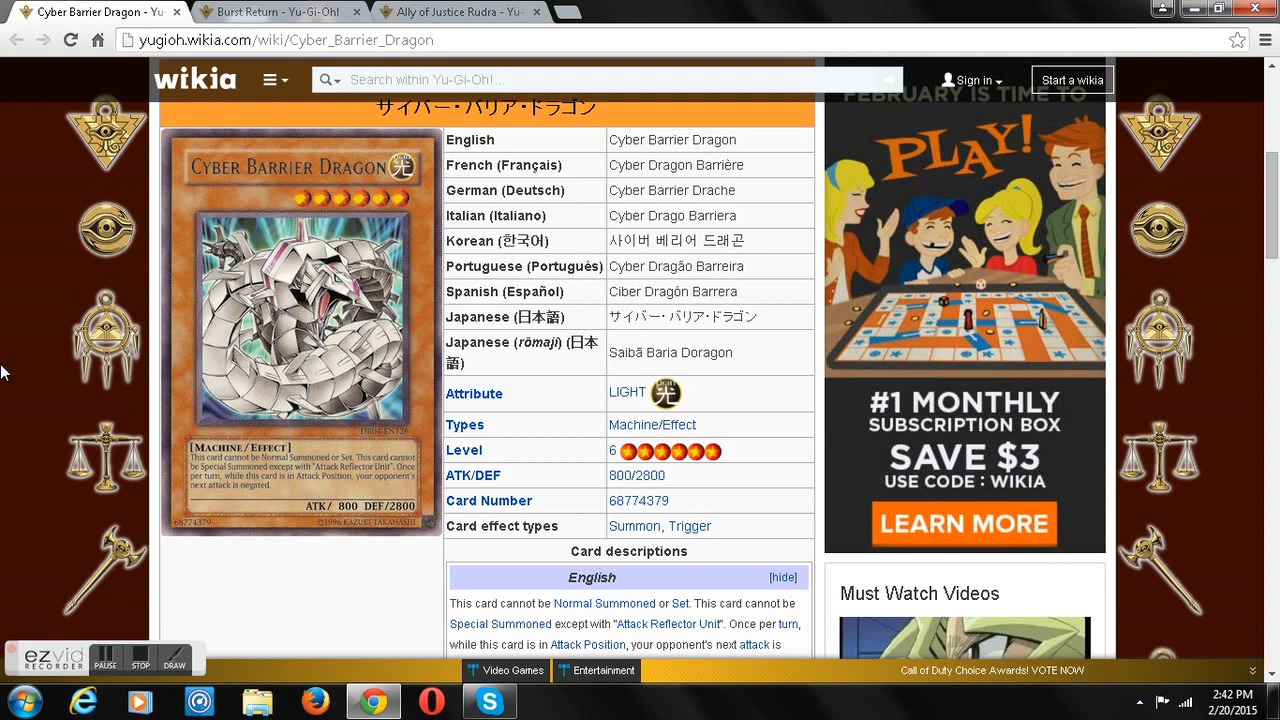 Cyber Barrier Dragon - Yu-
Burst Return - Yu-Gi-Oh!
Ally of Justice Rudra - Yu-
yugioh.wikia.com/wiki/Cyber_Barrier_Dragon
wikia
Search within Yu-Gi-Oh!...
Sign in
Start a wikia
サイバー・バリア・ドラゴン
CYBER BARRIER DRAGON
LIGHT
光
DR04-EN126
[MACHINE/EFFECT]
This card cannot be Normal Summoned or Set. This card cannot
be Special Summoned except with "Attack Reflector Unit". Once
per turn, while this card is in Attack Position, your opponent's
next attack is negated.
ATK/ 800 DEF/2800
68774379
©1996 KAZUKI TAKAHASHI
English Cyber Barrier Dragon
French (Français) Cyber Dragon Barrière
German (Deutsch) Cyber Barrier Drache
Italian (Italiano) Cyber Drago Barriera
Korean (한국어) 사이버 베리어 드래곤
Portuguese (Português) Cyber Dragão Barreira
Spanish (Español) Ciber Dragón Barrera
Japanese (日本語) サイバー・バリア・ドラゴン
Japanese (rōmaji) (日本
語) Saibā Baria Doragon
Attribute LIGHT
LIGHT
光
Types Machine/Effect
Level 6
ATK/DEF 800/2800
Card Number 68774379
Card effect types Summon, Trigger
Card descriptions
English [hide]
This card cannot be Normal Summoned or Set. This card cannot be
Special Summoned except with "Attack Reflector Unit". Once per turn,
while this card is in Attack Position, your opponent's next attack is
FEBRUARY IS TIME TO
PLAY!
#1 MONTHLY
SUBSCRIPTION BOX
SAVE $3
USE CODE : WIKIA
LEARN MORE
Must Watch Videos
ezvid
RECORDER
PAUSE
STOP
DRAW
Video Games
Entertainment
Call of Duty Choice Awards! VOTE NOW
2:42 PM
2/20/2015